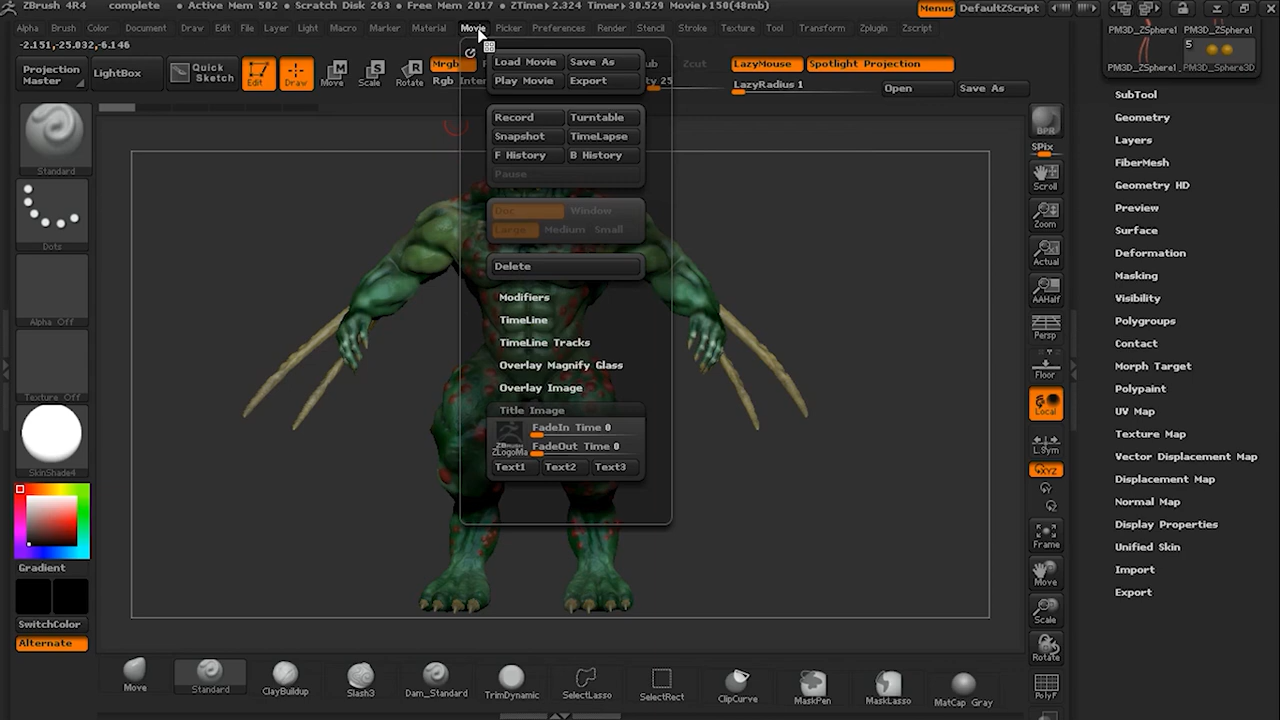 ZBrush 4R4 complete • Active Mem 502 • Scratch Disk 263 • Free Mem 2017 • ZTime▸2.324 Timer▸30.529 Movie▸150(48mb) Menus DefaultZScript
Alpha Brush Color Document Draw Edit File Layer Light Macro Marker Material Movie Picker Preferences Render Stencil Stroke Texture Tool Transform Zplugin Zscript
-2.151,-25.032,6.146
Projection Master
LightBox
Quick Sketch
Edit
Draw
Move
Scale
Rotate
Mrgb
Rgb
Zcut
LazyMouse
Spotlight Projection
LazyRadius 1
Open
Save As
Load Movie Save As
Play Movie Export
Record Turntable
Snapshot TimeLapse
F History B History
Pause
Doc Window
Large Medium Small
Delete
Modifiers
TimeLine
TimeLine Tracks
Overlay Magnify Glass
Overlay Image
Title Image
FadeIn Time 0
FadeOut Time 0
Text1 Text2 Text3
Standard
Dots
Alpha Off
Texture Off
SkinShade4
Gradient
SwitchColor
Alternate
BPR
SPix
Scroll
Zoom
Actual
AAHalf
Persp
Floor
Local
L.Sym
XYZ
Frame
Move
Scale
Rotate
PolyF
PM3D_ZSphere1 PM3D_ZSphere1
5
PM3D_ZSphere1 PM3D_ZSphere3D
SubTool
Geometry
Layers
FiberMesh
Geometry HD
Preview
Surface
Deformation
Masking
Visibility
Polygroups
Contact
Morph Target
Polypaint
UV Map
Texture Map
Vector Displacement Map
Displacement Map
Normal Map
Display Properties
Unified Skin
Import
Export
Move
Standard
ClayBuildup
Slash3
Dam_Standard
TrimDynamic
SelectLasso
SelectRect
ClipCurve
MaskPen
MaskLasso
MatCap Gray